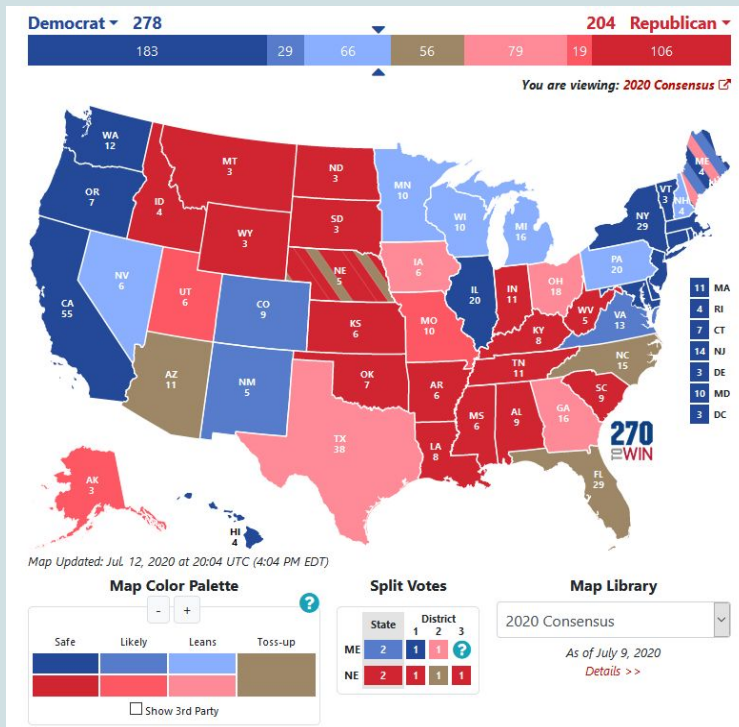 Democrat 278
204 Republican
183 29 66 56 79 19 106
You are viewing: 2020 Consensus
WA
12
OR
7
CA
55
NV
6
ID
4
MT
3
WY
3
UT
6
AZ
11
CO
9
NM
5
ND
3
SD
3
NE
5
KS
6
OK
7
TX
38
MN
10
IA
6
MO
10
AR
6
LA
8
WI
10
IL
20
MI
16
IN
11
OH
18
KY
8
TN
11
MS
6
AL
9
GA
16
FL
29
SC
9
NC
15
VA
13
WV
5
PA
20
NY
29
VT
3
NH
4
ME
4
AK
3
HI
4
11 MA
4 RI
7 CT
14 NJ
3 DE
10 MD
3 DC
270
TO WIN
Map Updated: Jul. 12, 2020 at 20:04 UTC (4:04 PM EDT)
Map Color Palette
- +
?
Safe Likely Leans Toss-up
Show 3rd Party
Split Votes
State District
1 2 3
ME 2 1 1 ?
NE 2 1 1 1
Map Library
2020 Consensus
As of July 9, 2020
Details >>